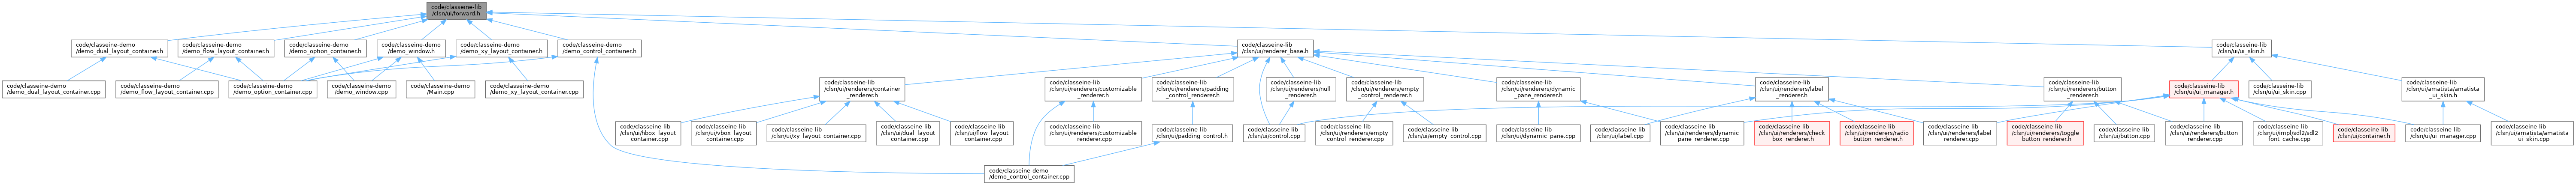 code/classeine-lib
/clsn/ui/forward.h
code/classeine-demo
/demo_dual_layout_container.h
code/classeine-demo
/demo_flow_layout_container.h
code/classeine-demo
/demo_option_container.h
code/classeine-demo
/demo_window.h
code/classeine-demo
/demo_xy_layout_container.h
code/classeine-demo
/demo_control_container.h
code/classeine-lib
/clsn/ui/renderer_base.h
code/classeine-lib
/clsn/ui/ui_skin.h
code/classeine-demo
/demo_dual_layout_container.cpp
code/classeine-demo
/demo_flow_layout_container.cpp
code/classeine-demo
/demo_option_container.cpp
code/classeine-demo
/demo_window.cpp
code/classeine-demo
/Main.cpp
code/classeine-demo
/demo_xy_layout_container.cpp
code/classeine-lib
/clsn/ui/renderers/container
_renderer.h
code/classeine-lib
/clsn/ui/renderers/customizable
_renderer.h
code/classeine-lib
/clsn/ui/renderers/padding
_control_renderer.h
code/classeine-lib
/clsn/ui/renderers/null
_renderer.h
code/classeine-lib
/clsn/ui/renderers/empty
_control_renderer.h
code/classeine-lib
/clsn/ui/renderers/dynamic
_pane_renderer.h
code/classeine-lib
/clsn/ui/renderers/label
_renderer.h
code/classeine-lib
/clsn/ui/renderers/button
_renderer.h
code/classeine-lib
/clsn/ui/ui_manager.h
code/classeine-lib
/clsn/ui/ui_skin.cpp
code/classeine-lib
/clsn/ui/amatista/amatista
_ui_skin.h
code/classeine-lib
/clsn/ui/hbox_layout
_container.cpp
code/classeine-lib
/clsn/ui/vbox_layout
_container.cpp
code/classeine-lib
/clsn/ui/xy_layout_container.cpp
code/classeine-lib
/clsn/ui/dual_layout
_container.cpp
code/classeine-lib
/clsn/ui/flow_layout
_container.cpp
code/classeine-lib
/clsn/ui/renderers/customizable
_renderer.cpp
code/classeine-lib
/clsn/ui/padding_control.h
code/classeine-lib
/clsn/ui/control.cpp
code/classeine-lib
/clsn/ui/renderers/empty
_control_renderer.cpp
code/classeine-lib
/clsn/ui/empty_control.cpp
code/classeine-lib
/clsn/ui/dynamic_pane.cpp
code/classeine-lib
/clsn/ui/label.cpp
code/classeine-lib
/clsn/ui/renderers/dynamic
_pane_renderer.cpp
code/classeine-lib
/clsn/ui/renderers/check
_box_renderer.h
code/classeine-lib
/clsn/ui/renderers/radio
_button_renderer.h
code/classeine-lib
/clsn/ui/renderers/label
_renderer.cpp
code/classeine-lib
/clsn/ui/renderers/toggle
_button_renderer.h
code/classeine-lib
/clsn/ui/button.cpp
code/classeine-lib
/clsn/ui/renderers/button
_renderer.cpp
code/classeine-lib
/clsn/ui/impl/sdl2/sdl2
_font_cache.cpp
code/classeine-lib
/clsn/ui/container.h
code/classeine-lib
/clsn/ui/ui_manager.cpp
code/classeine-lib
/clsn/ui/amatista/amatista
_ui_skin.cpp
code/classeine-demo
/demo_control_container.cpp